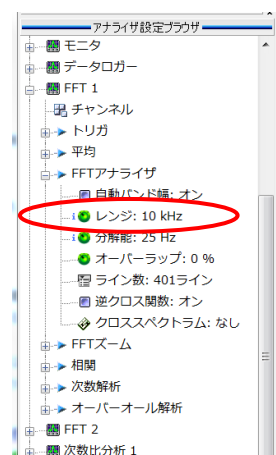 アナライザ設定ブラウザ
モニタ
データロガー
FFT 1
チャンネル
トリガ
平均
FFTアナライザ
自動バンド幅: オン
レンジ: 10 kHz
分解能: 25 Hz
オーバーラップ: 0 %
ライン数: 401ライン
逆クロス関数: オン
クロススペクトラム: なし
FFTズーム
相関
次数解析
オーバーオール解析
FFT 2
次数比分析 1